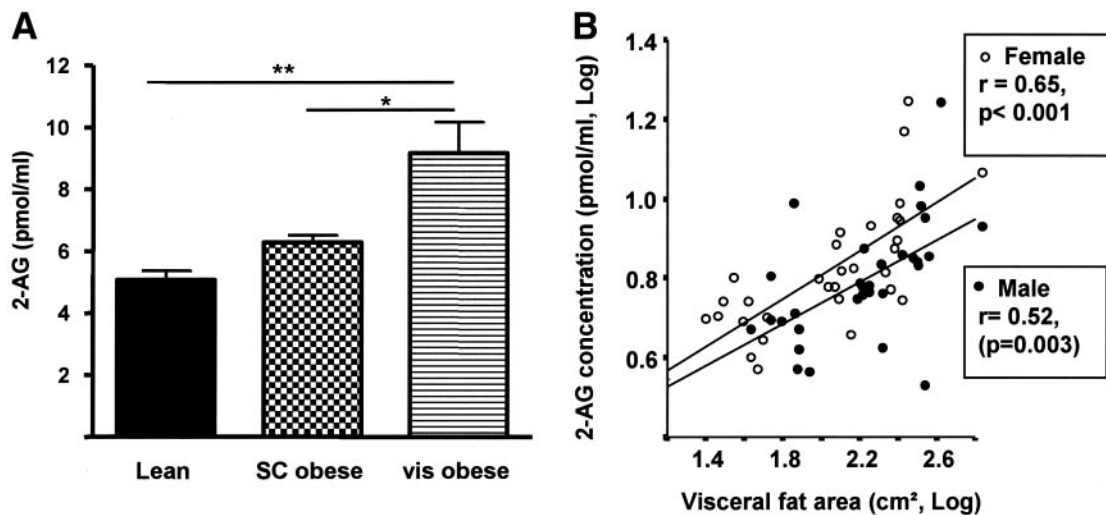 A
2-AG (pmol/ml)
12
10
8
6
4
2
**
*
Lean SC obese vis obese
B
2-AG concentration (pmol/ml, Log)
1.4
1.2
1.0
0.8
0.6
1.4 1.8 2.2 2.6
Visceral fat area (cm², Log)
Female
r = 0.65,
p< 0.001
Male
r= 0.52,
(p=0.003)